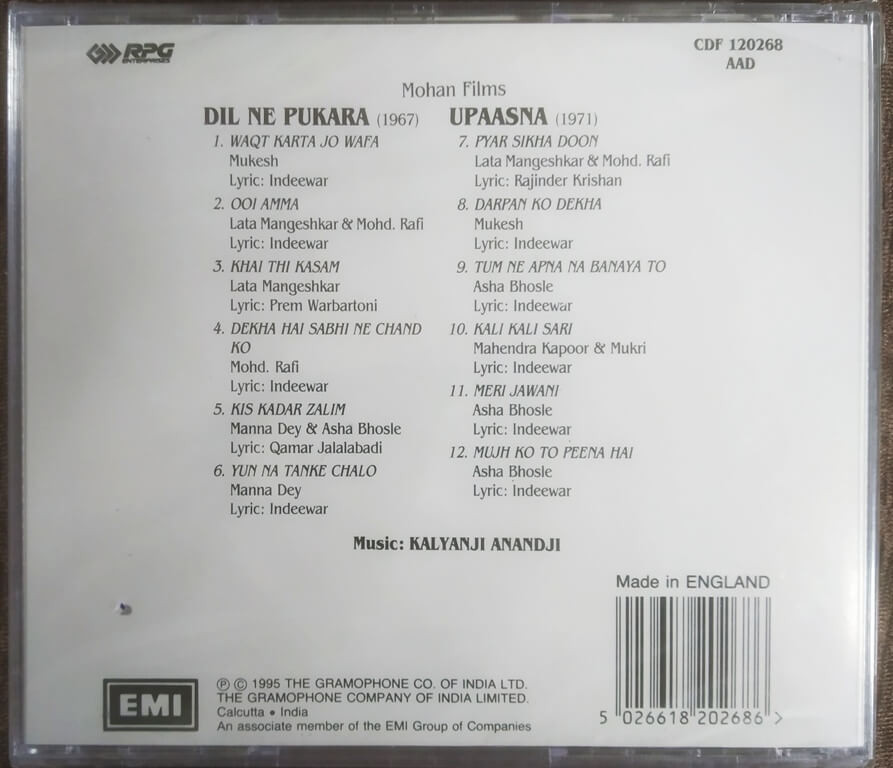 RPG
ENTERPRISES
CDF 120268
AAD
Mohan Films
DIL NE PUKARA (1967)
1. WAQT KARTA JO WAFA
Mukesh
Lyric: Indeewar
2. OOI AMMA
Lata Mangeshkar & Mohd. Rafi
Lyric: Indeewar
3. KHAI THI KASAM
Lata Mangeshkar
Lyric: Prem Warbartoni
4. DEKHA HAI SABHI NE CHAND
KO
Mohd. Rafi
Lyric: Indeewar
5. KIS KADAR ZALIM
Manna Dey & Asha Bhosle
Lyric: Qamar Jalalabadi
6. YUN NA TANKE CHALO
Manna Dey
Lyric: Indeewar
UPAASNA (1971)
7. PYAR SIKHA DOON
Lata Mangeshkar & Mohd. Rafi
Lyric: Rajinder Krishan
8. DARPAN KO DEKHA
Mukesh
Lyric: Indeewar
9. TUM NE APNA NA BANAYA TO
Asha Bhosle
Lyric: Indeewar
10. KALI KALI SARI
Mahendra Kapoor & Mukri
Lyric: Indeewar
11. MERI JAWANI
Asha Bhosle
Lyric: Indeewar
12. MUJH KO TO PEENA HAI
Asha Bhosle
Lyric: Indeewar
Music: KALYANJI ANANDJI
Made in ENGLAND
5 026618 202686 >
EMI
℗ © 1995 THE GRAMOPHONE CO. OF INDIA LTD.
THE GRAMOPHONE COMPANY OF INDIA LIMITED.
Calcutta • India
An associate member of the EMI Group of Companies